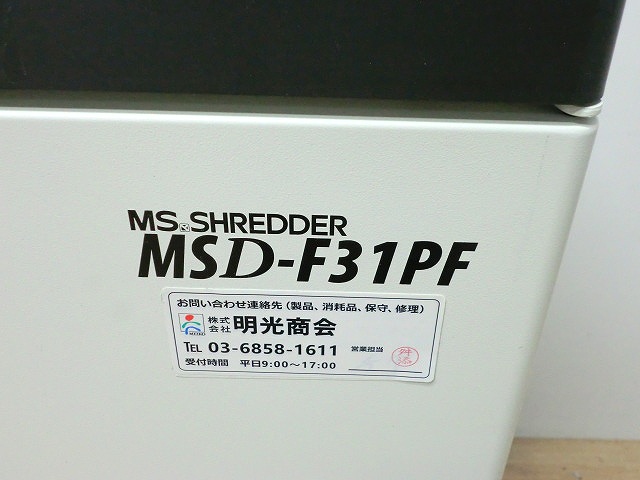 MS SHREDDER
MSD-F31PF
お問い合わせ連絡先（製品、消耗品、保守、修理）
株式会社 明光商会
MEIKO
TEL 03-6858-1611 営業担当
受付時間 平日9:00～17:00